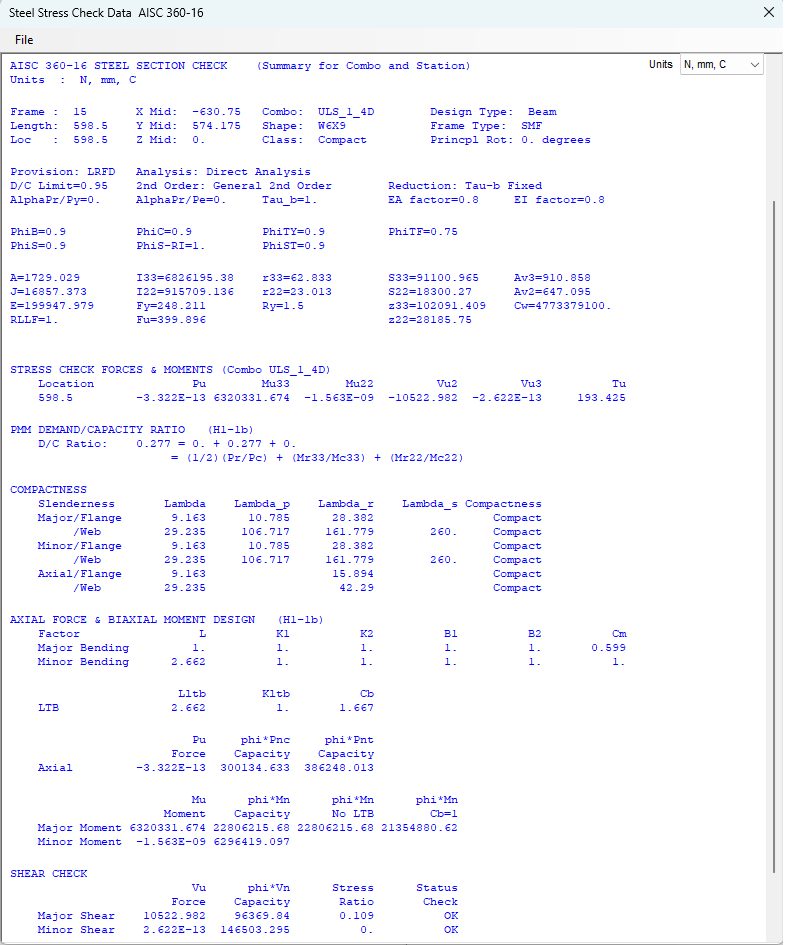 Steel Stress Check Data AISC 360-16
File
AISC 360-16 STEEL SECTION CHECK (Summary for Combo and Station)
Units N, mm, C
Units : N, mm, C
Frame : 15 X Mid: -630.75 Combo: ULS_1_4D Design Type: Beam
Length: 598.5 Y Mid: 574.175 Shape: W6X9 Frame Type: SMF
Loc : 598.5 Z Mid: 0. Class: Compact Princpl Rot: 0. degrees
Provision: LRFD Analysis: Direct Analysis
D/C Limit=0.95 2nd Order: General 2nd Order Reduction: Tau-b Fixed
AlphaPr/Py=0. AlphaPr/Pe=0. Tau_b=1. EA factor=0.8 EI factor=0.8
PhiB=0.9 PhiC=0.9 PhiTY=0.9 PhiTF=0.75
PhiS=0.9 PhiS-RI=1. PhiST=0.9
A=1729.029 I33=6826195.38 r33=62.833 S33=91100.965 Av3=910.858
J=16857.373 I22=915709.136 r22=23.013 S22=18300.27 Av2=647.095
E=199947.979 Fy=248.211 Ry=1.5 z33=102091.409 Cw=4773379100.
RLLF=1. Fu=399.896 z22=28185.75
STRESS CHECK FORCES & MOMENTS (Combo ULS_1_4D)
Location Pu Mu33 Mu22 Vu2 Vu3 Tu
598.5 -3.322E-13 6320331.674 -1.563E-09 -10522.982 -2.622E-13 193.425
PMM DEMAND/CAPACITY RATIO (H1-1b)
D/C Ratio: 0.277 = 0. + 0.277 + 0.
= (1/2)(Pr/Pc) + (Mr33/Mc33) + (Mr22/Mc22)
COMPACTNESS
Slenderness Lambda Lambda_p Lambda_r Lambda_s Compactness
Major/Flange 9.163 10.785 28.382 Compact
/Web 29.235 106.717 161.779 260. Compact
Minor/Flange 9.163 10.785 28.382 Compact
/Web 29.235 106.717 161.779 260. Compact
Axial/Flange 9.163 15.894 Compact
/Web 29.235 42.29 Compact
AXIAL FORCE & BIAXIAL MOMENT DESIGN (H1-1b)
Factor L K1 K2 B1 B2 Cm
Major Bending 1. 1. 1. 1. 1. 0.599
Minor Bending 2.662 1. 1. 1. 1. 1.
Lltb Kltb Cb
LTB 2.662 1. 1.667
Pu phi*Pnc phi*Pnt
Force Capacity Capacity
Axial -3.322E-13 300134.633 386248.013
Mu phi*Mn phi*Mn phi*Mn
Moment Capacity No LTB Cb=1
Major Moment 6320331.674 22806215.68 22806215.68 21354880.62
Minor Moment -1.563E-09 6296419.097
SHEAR CHECK
Vu phi*Vn Stress Status
Force Capacity Ratio Check
Major Shear 10522.982 96369.84 0.109 OK
Minor Shear 2.622E-13 146503.295 0. OK